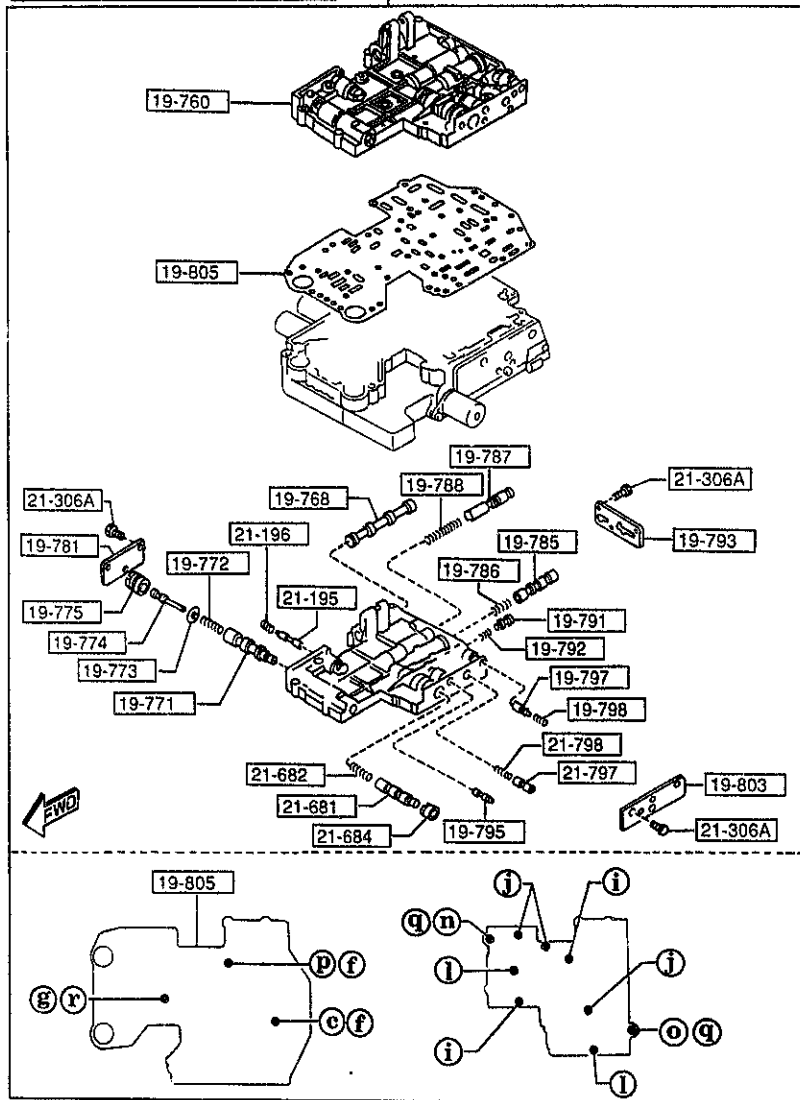 19-760
19-805
19-787
19-788
21-306A
19-768
21-306A
21-196
19-781
19-772
19-785
19-793
19-786
21-195
19-775
19-791
19-774
19-792
19-773
19-797
19-771
19-798
21-798
21-682
21-797
19-803
21-681
FWD
21-684
19-795
21-306A
19-805
j
i
q n
p f
l
j
g r
c f
i
o q
l